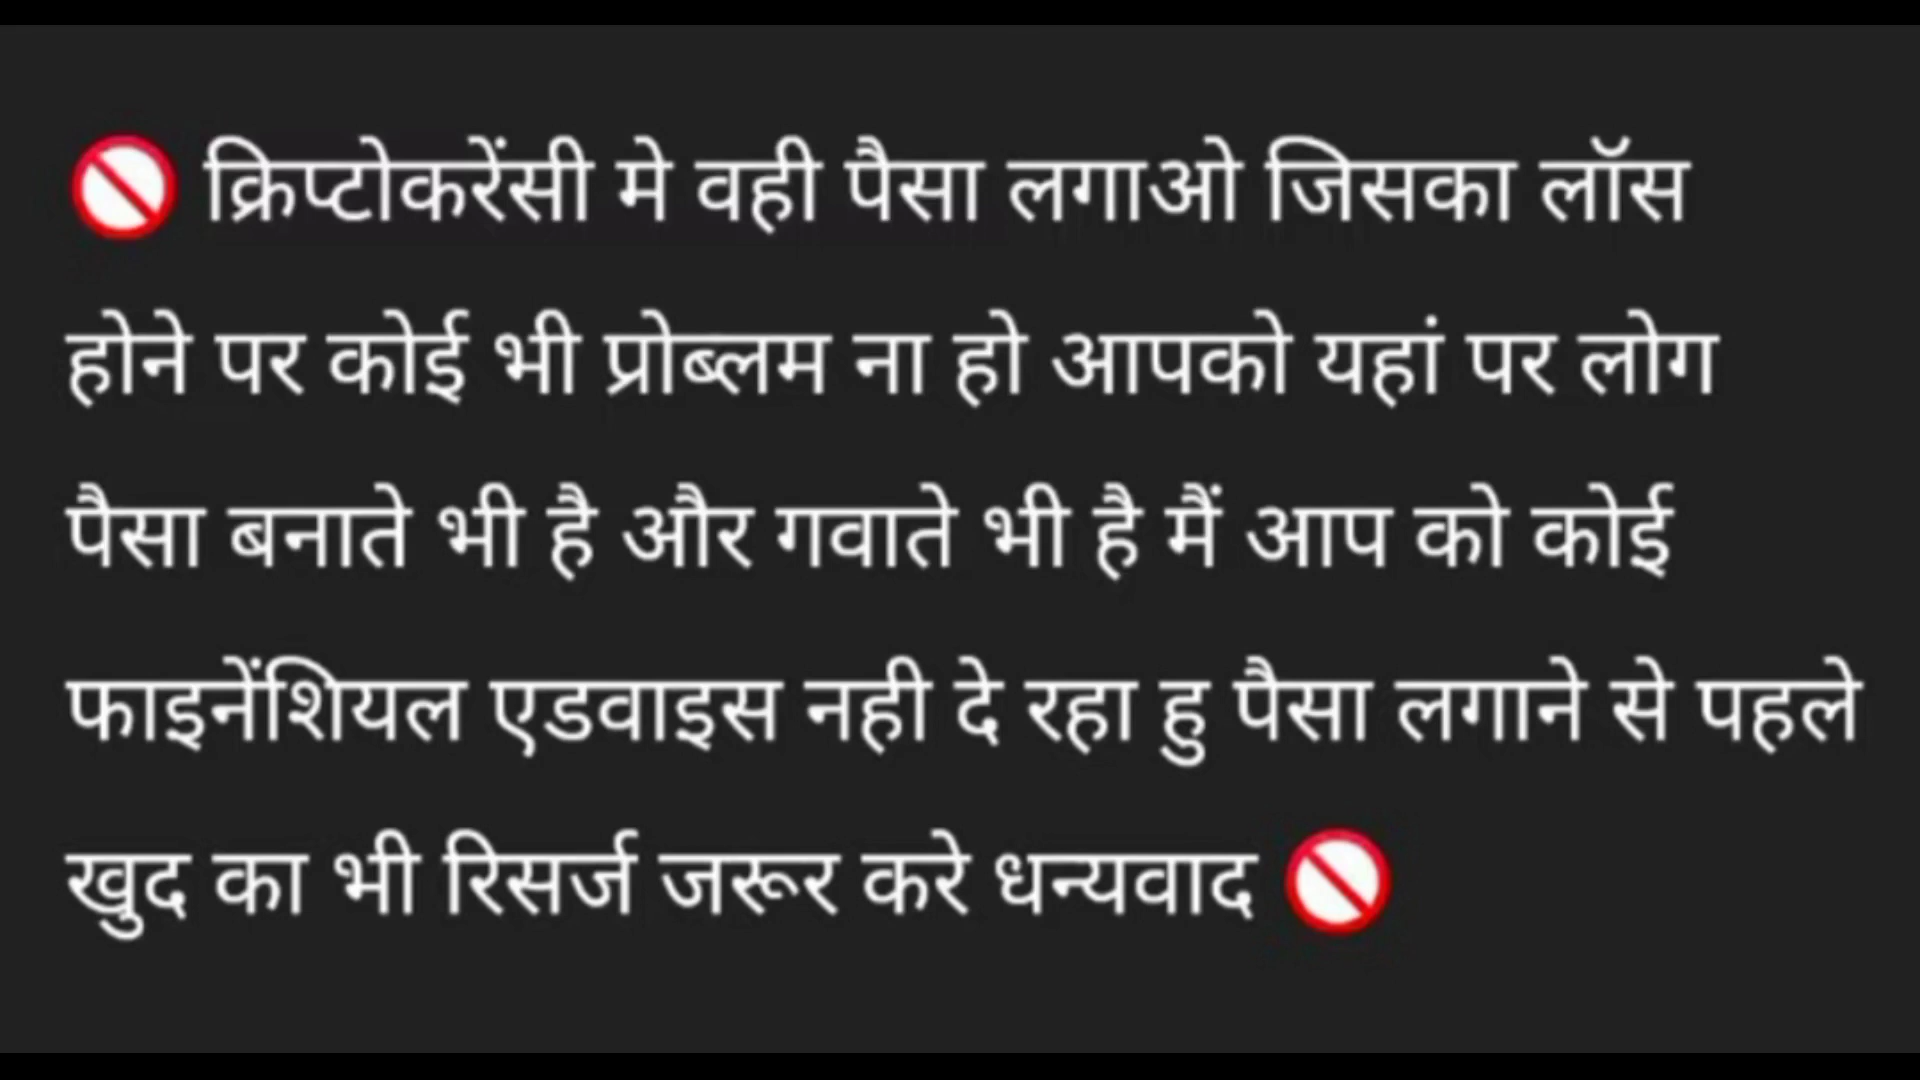 🚫 क्रिप्टोकरेंसी मे वही पैसा लगाओ जिसका लॉस
होने पर कोई भी प्रोब्लम ना हो आपको यहां पर लोग
पैसा बनाते भी है और गवाते भी है मैं आप को कोई
फाइनेंशियल एडवाइस नही दे रहा हु पैसा लगाने से पहले
खुद का भी रिसर्ज जरूर करे धन्यवाद 🚫